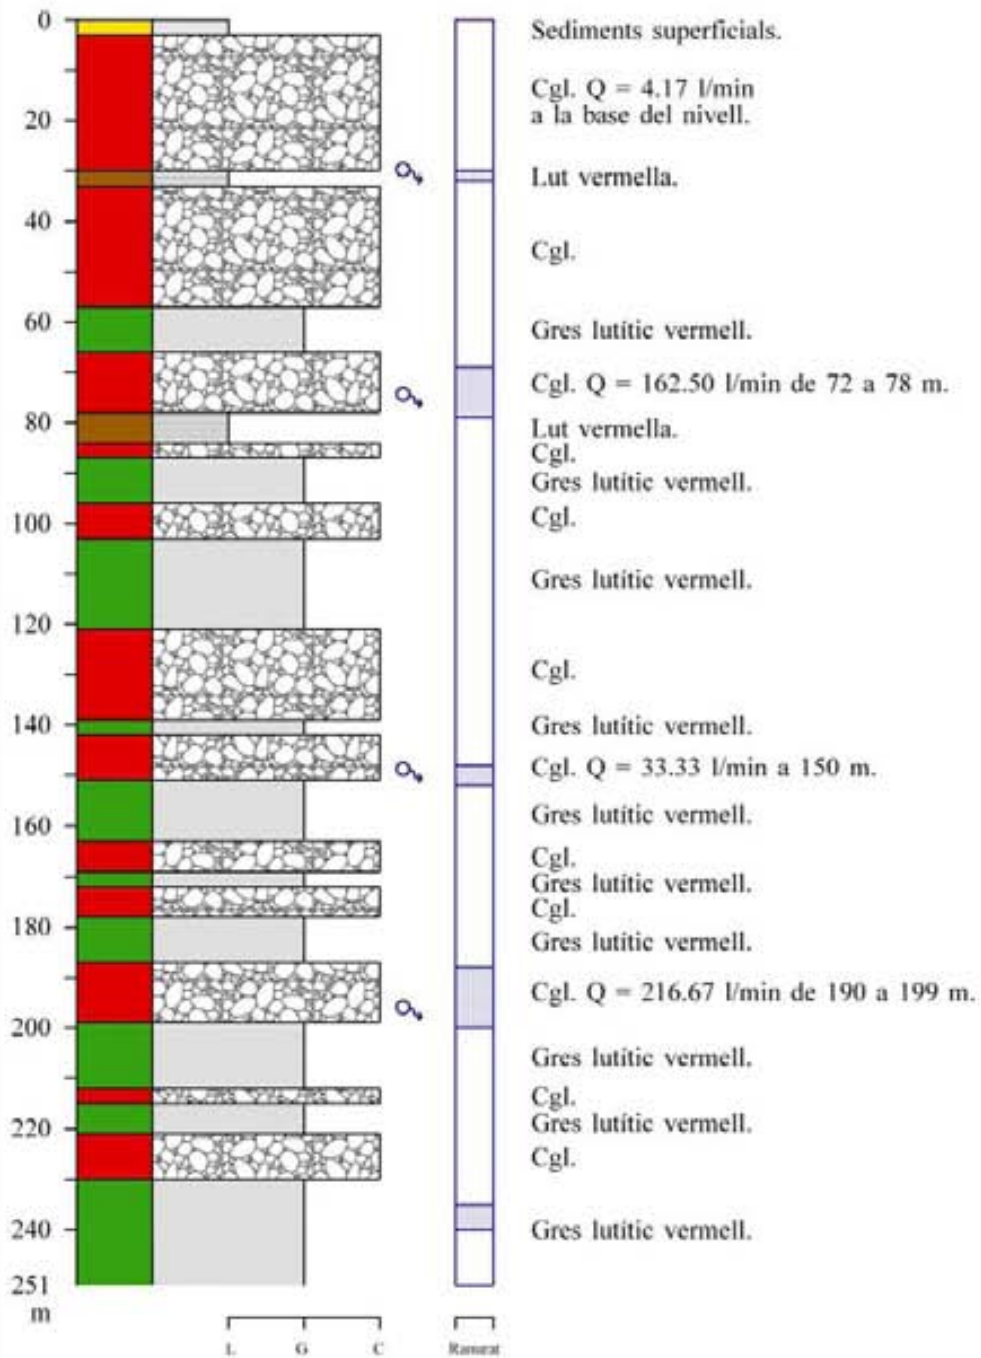 0
Sediments superficials.
Cgl. Q = 4.17 l/min
a la base del nivell.
20
Lut vermella.
40
Cgl.
60
Gres lutític vermell.
Cgl. Q = 162.50 l/min de 72 a 78 m.
80
Lut vermella.
Cgl.
Gres lutític vermell.
100
Cgl.
Gres lutític vermell.
120
Cgl.
140
Gres lutític vermell.
Cgl. Q = 33.33 l/min a 150 m.
160
Gres lutític vermell.
Cgl.
Gres lutític vermell.
Cgl.
180
Gres lutític vermell.
Cgl. Q = 216.67 l/min de 190 a 199 m.
200
Gres lutític vermell.
Cgl.
220
Gres lutític vermell.
Cgl.
240
Gres lutític vermell.
251
m
L G C
Ranurat